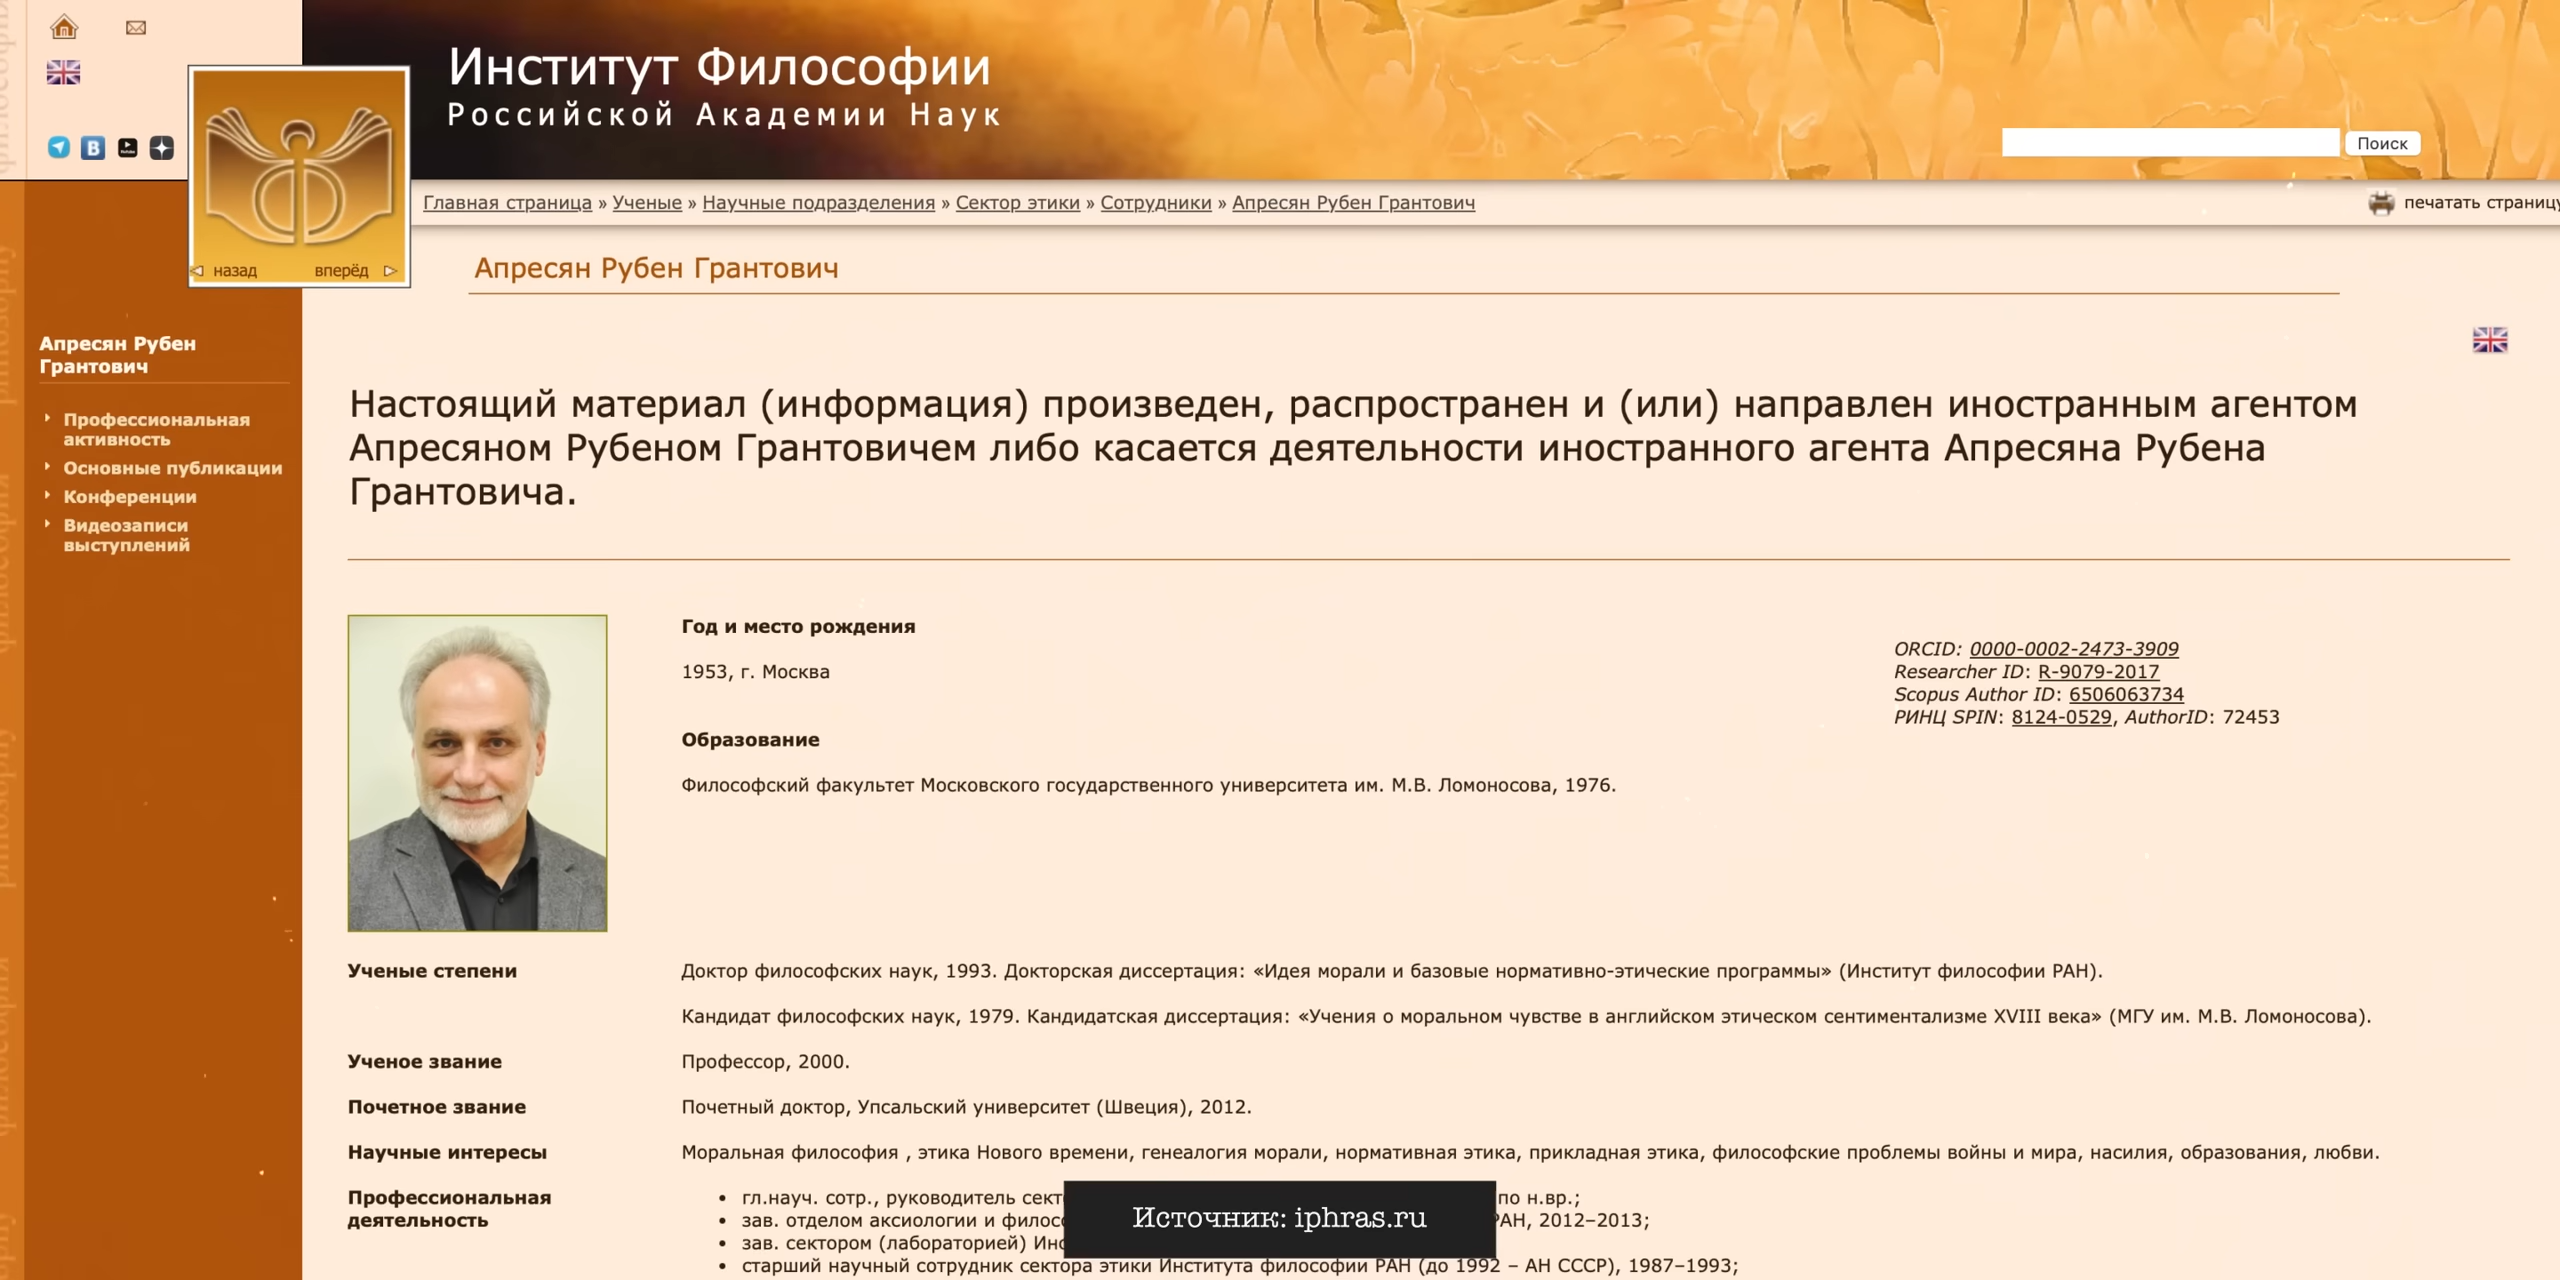 Институт Философии
Российской Академии Наук
Поиск
Главная страница » Ученые » Научные подразделения » Сектор этики » Сотрудники » Апресян Рубен Грантович
печатать страницу
назад вперёд
Апресян Рубен Грантович
Апресян Рубен
Грантович
Профессиональная
активность
Основные публикации
Конференции
Видеозаписи
выступлений
Настоящий материал (информация) произведен, распространен и (или) направлен иностранным агентом
Апресяном Рубеном Грантовичем либо касается деятельности иностранного агента Апресяна Рубена
Грантовича.
Год и место рождения
1953, г. Москва
Образование
Философский факультет Московского государственного университета им. М.В. Ломоносова, 1976.
ORCID: 0000-0002-2473-3909
Researcher ID: R-9079-2017
Scopus Author ID: 6506063734
РИНЦ SPIN: 8124-0529, AuthorID: 72453
Ученые степени
Доктор философских наук, 1993. Докторская диссертация: «Идея морали и базовые нормативно-этические программы» (Институт философии РАН).
Кандидат философских наук, 1979. Кандидатская диссертация: «Учения о моральном чувстве в английском этическом сентиментализме XVIII века» (МГУ им. М.В. Ломоносова).
Ученое звание
Профессор, 2000.
Почетное звание
Почетный доктор, Упсальский университет (Швеция), 2012.
Научные интересы
Моральная философия , этика Нового времени, генеалогия морали, нормативная этика, прикладная этика, философские проблемы войны и мира, насилия, образования, любви.
Профессиональная
деятельность
гл.науч. сотр., руководитель по н.вр.;
зав. отделом аксиологии и РАН, 2012–2013;
зав. сектором (лабораторией)
старший научный сотрудник сектора этики Института философии РАН (до 1992 – АН СССР), 1987–1993;
Источник: iphras.ru